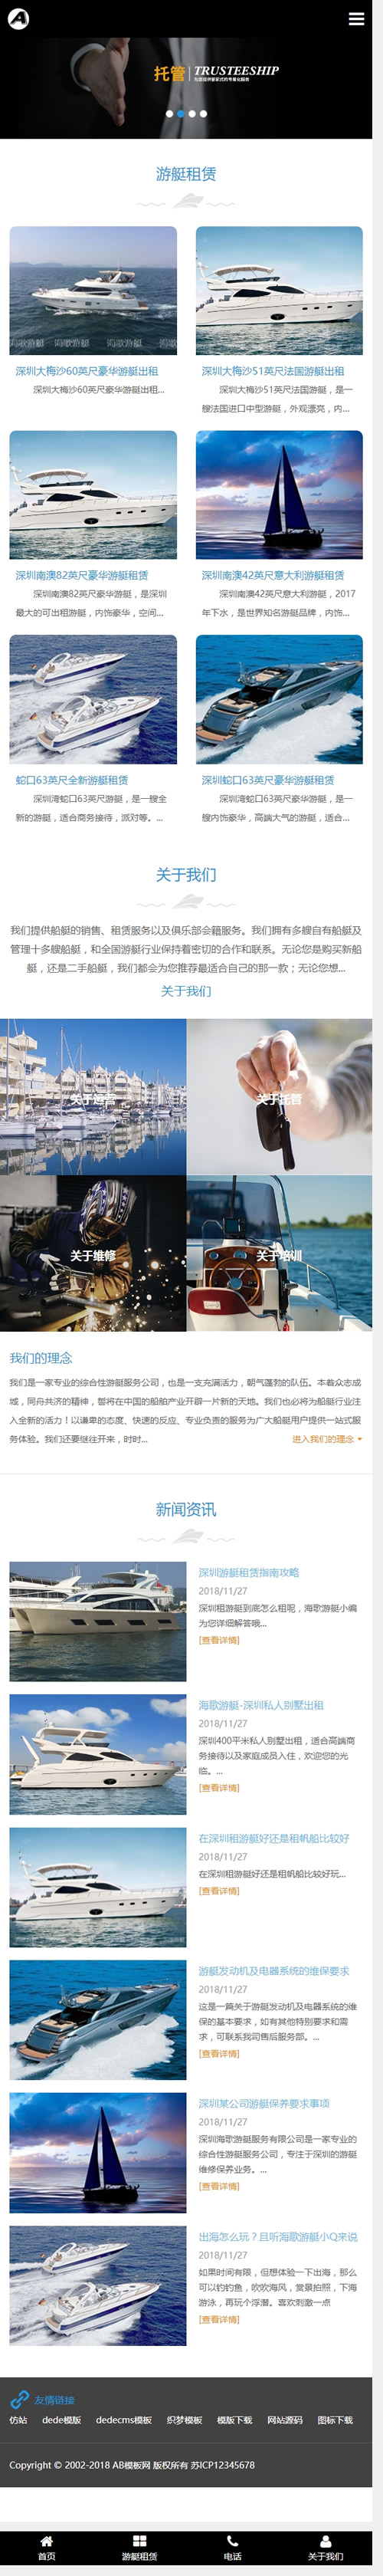 A
托管
TRUSTEESHIP
游艇租赁
深圳大梅沙60英尺豪华游艇出租
深圳大梅沙60英尺豪华游艇出租...
深圳大梅沙51英尺法国游艇出租
深圳大梅沙51英尺法国游艇，是一
艘法国进口中型游艇，外观漂亮，内...
深圳南澳82英尺豪华游艇租赁
深圳南澳82英尺豪华游艇，是深圳
最大的可出租游艇，内饰豪华，空间...
深圳南澳42英尺意大利游艇租赁
深圳南澳42英尺意大利游艇，2017
年下水，是世界知名游艇品牌，内饰...
蛇口63英尺全新游艇租赁
深圳湾蛇口63英尺游艇，是一艘全
新的游艇，适合商务接待，派对等。...
深圳蛇口63英尺豪华游艇租赁
深圳湾蛇口63英尺豪华游艇，是一
艘内饰豪华，高端大气的游艇，适合...
关于我们
我们提供船艇的销售、租赁服务以及俱乐部会籍服务。我们拥有多艘自有船艇及
管理十多艘船艇，和全国游艇行业保持着密切的合作和联系。无论您是购买新船
艇，还是二手船艇，我们都会为您推荐最适合自己的那一款；无论您想...
关于我们
关于运营
关于托管
关于维修
关于培训
我们的理念
我们是一家专业的综合性游艇服务公司，也是一支充满活力，朝气蓬勃的队伍。本着众志成
城，同舟共济的精神，誓将在中国的船舶产业开辟一片新的天地。我们也必将为船艇行业注
入全新的活力！以谦卑的态度、快速的反应、专业负责的服务为广大船艇用户提供一站式服
务体验。我们还要继往开来，时时...
进入我们的理念
新闻资讯
深圳游艇租赁指南攻略
2018/11/27
深圳租游艇到底怎么租呢，海歌游艇小编
为您详细解答哦...
[查看详情]
海歌游艇-深圳私人别墅出租
2018/11/27
深圳400平米私人别墅出租，适合高端商
务接待以及家庭成员入住，欢迎您的光
临。...
[查看详情]
在深圳租游艇好还是租帆船比较好
2018/11/27
在深圳租游艇好还是租帆船比较好玩...
[查看详情]
游艇发动机及电器系统的维保要求
2018/11/27
这是一篇关于游艇发动机及电器系统的维
保的基本要求，如有其他特别要求和需
求，可联系我司售后服务部。...
[查看详情]
深圳某公司游艇保养要求事项
2018/11/27
深圳海歌游艇服务有限公司是一家专业的
综合性游艇服务公司，专注于深圳的游艇
维修保养业务。...
[查看详情]
出海怎么玩？且听海歌游艇小Q来说
2018/11/27
如果时间有限，但想体验一下出海，那么
可以钓钓鱼，吹吹海风，赏景拍照，下海
游泳，再玩个浮潜。喜欢刺激一点
[查看详情]
友情链接
仿站 dede模版 dedecms模板 织梦模板 模版下载 网站源码 图标下载
Copyright © 2002-2018 AB模板网 版权所有 苏ICP12345678
首页 游艇租赁 电话 关于我们